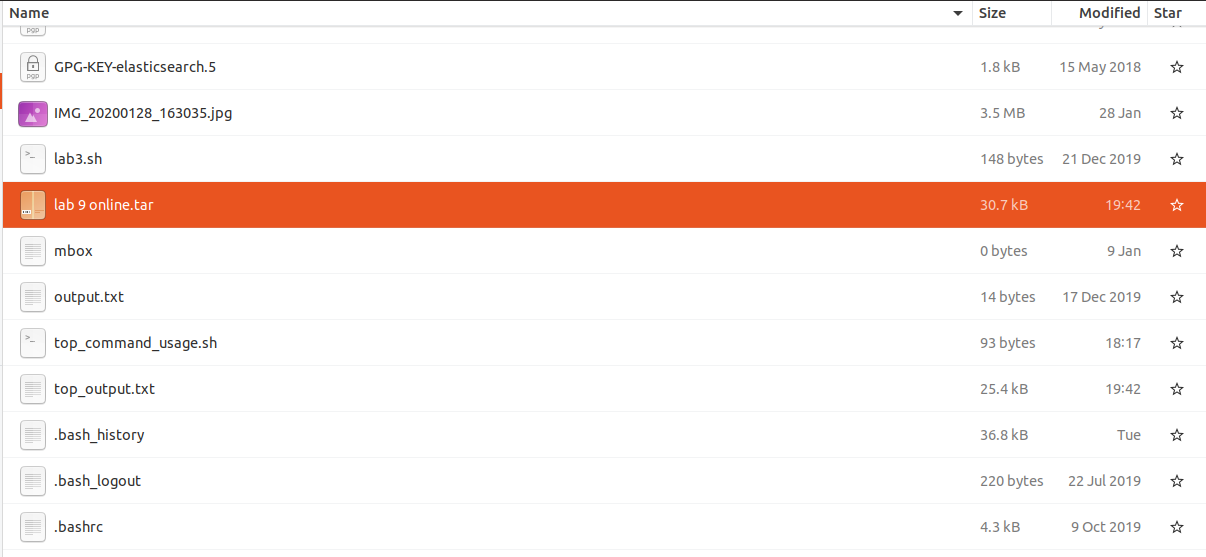 Name Size Modified Star
pgp
GPG-KEY-elasticsearch.5 1.8 kB 15 May 2018
pgp
IMG_20200128_163035.jpg 3.5 MB 28 Jan
lab3.sh 148 bytes 21 Dec 2019
lab 9 online.tar 30.7 kB 19:42
mbox 0 bytes 9 Jan
output.txt 14 bytes 17 Dec 2019
top_command_usage.sh 93 bytes 18:17
top_output.txt 25.4 kB 19:42
.bash_history 36.8 kB Tue
.bash_logout 220 bytes 22 Jul 2019
.bashrc 4.3 kB 9 Oct 2019